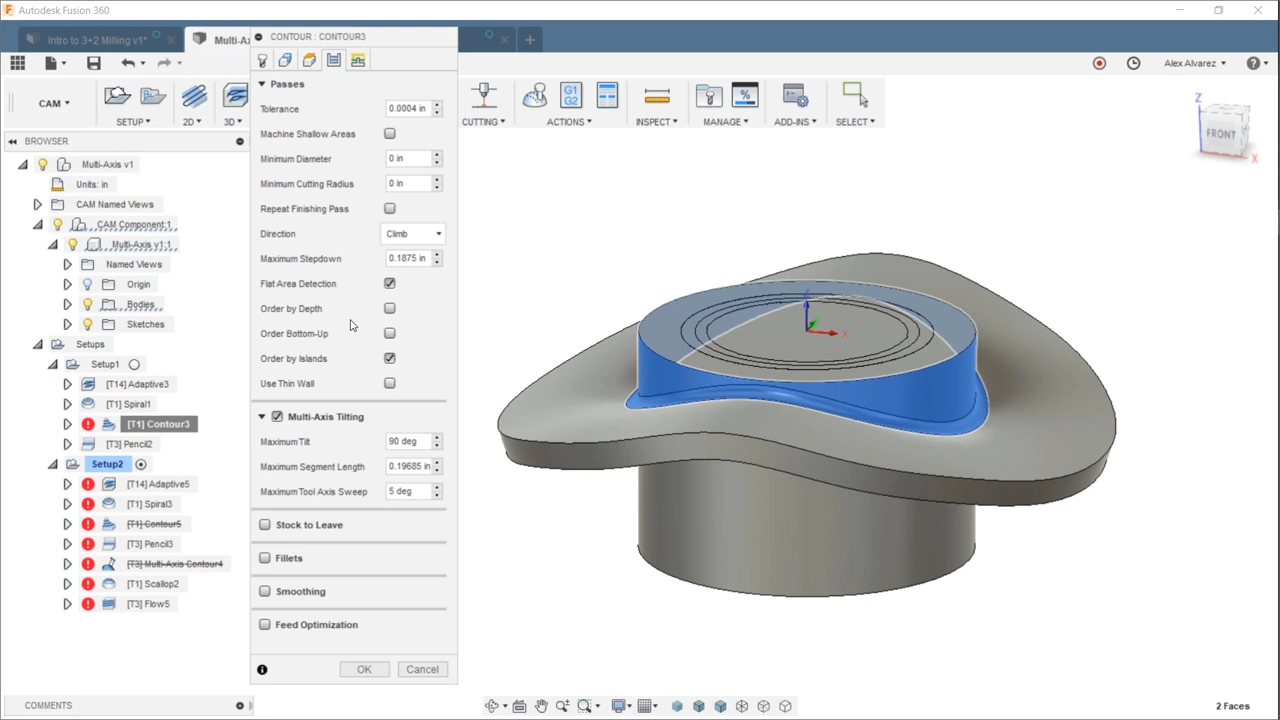 Autodesk Fusion 360
Intro to 3+2 Milling v1*
Multi-Ax
Alex Alvarez
CAM
SETUP
2D
3D
CUTTING
G1
G2
ACTIONS
INSPECT
MANAGE
ADD-INS
SELECT
BROWSER
Multi-Axis v1
Units: in
CAM Named Views
CAM Component:1
Multi-Axis v1:1
Named Views
Origin
Bodies
Sketches
Setups
Setup1
[T14] Adaptive3
[T1] Spiral1
[T1] Contour3
[T3] Pencil2
Setup2
[T14] Adaptive5
[T1] Spiral3
[T1] Contour5
[T3] Pencil3
[T3] Multi-Axis Contour4
[T1] Scallop2
[T3] Flow5
CONTOUR : CONTOUR3
Passes
Tolerance 0.0004 in
Machine Shallow Areas
Minimum Diameter 0 in
Minimum Cutting Radius 0 in
Repeat Finishing Pass
Direction Climb
Maximum Stepdown 0.1875 in
Flat Area Detection
Order by Depth
Order Bottom-Up
Order by Islands
Use Thin Wall
Multi-Axis Tilting
Maximum Tilt 90 deg
Maximum Segment Length 0.19685 in
Maximum Tool Axis Sweep 5 deg
Stock to Leave
Fillets
Smoothing
Feed Optimization
OK Cancel
Z
FRONT
X
Z
X
COMMENTS
2 Faces